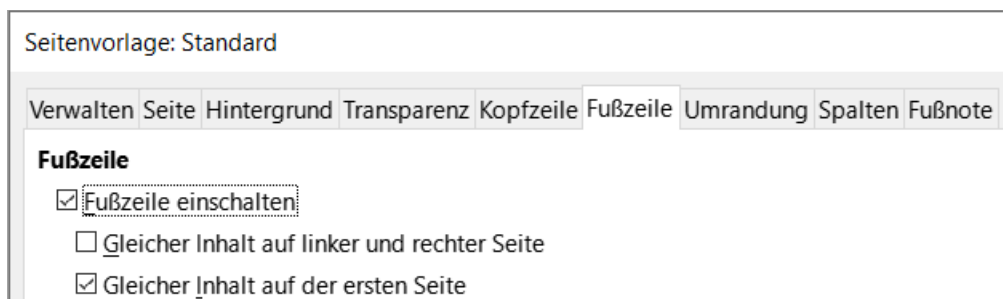 Seitenvorlage: Standard
Verwalten Seite Hintergrund Transparenz Kopfzeile Fußzeile Umrandung Spalten Fußnote
Fußzeile
Fußzeile einschalten
Gleicher Inhalt auf linker und rechter Seite
Gleicher Inhalt auf der ersten Seite